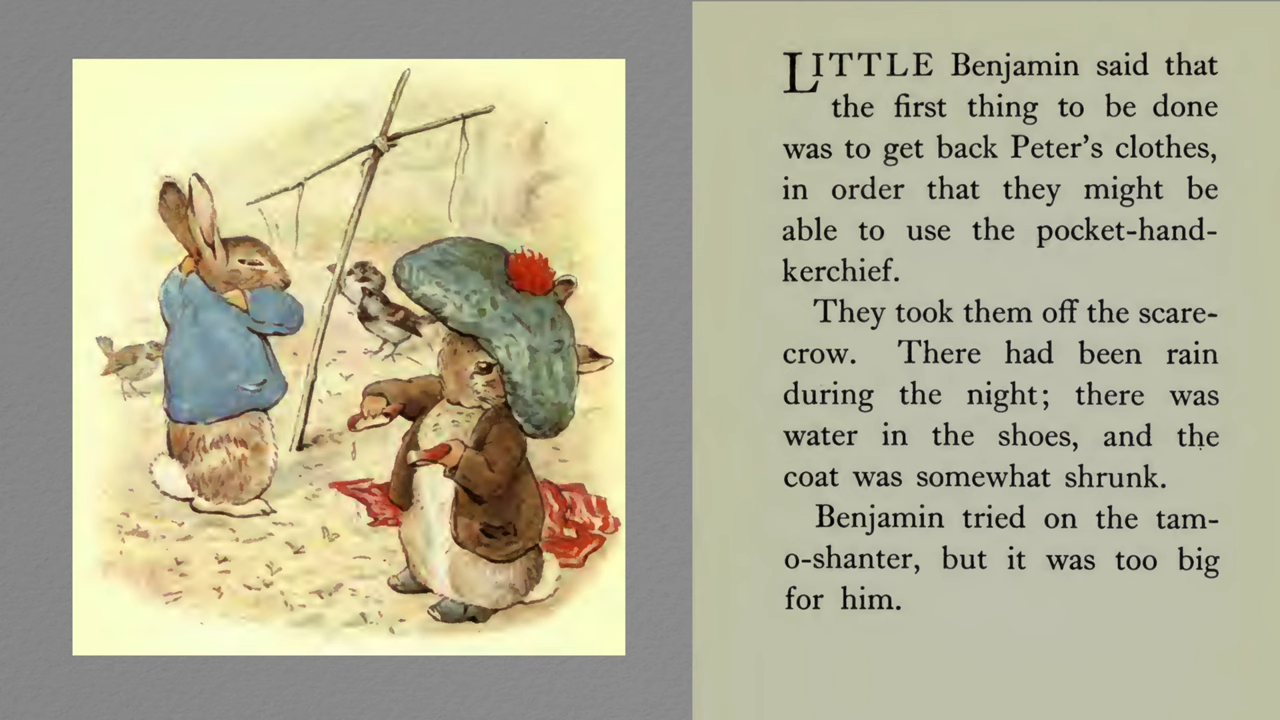 LITTLE Benjamin said that
the first thing to be done
was to get back Peter's clothes,
in order that they might be
able to use the pocket-hand-
kerchief.
They took them off the scare-
crow. There had been rain
during the night; there was
water in the shoes, and the
coat was somewhat shrunk.
Benjamin tried on the tam-
o-shanter, but it was too big
for him.